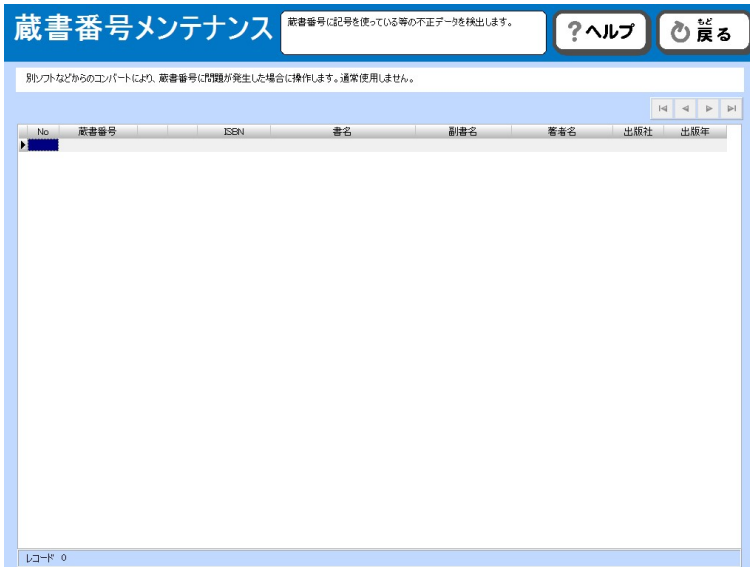 蔵書番号メンテナンス
蔵書番号に記号を使っている等の不正データを検出します。
?ヘルプ
もど
戻る
別ソフトなどからのコンバートにより、蔵書番号に問題が発生した場合に操作します。通常使用しません。
No 蔵書番号 ISBN 書名 副書名 著者名 出版社 出版年
レコード 0